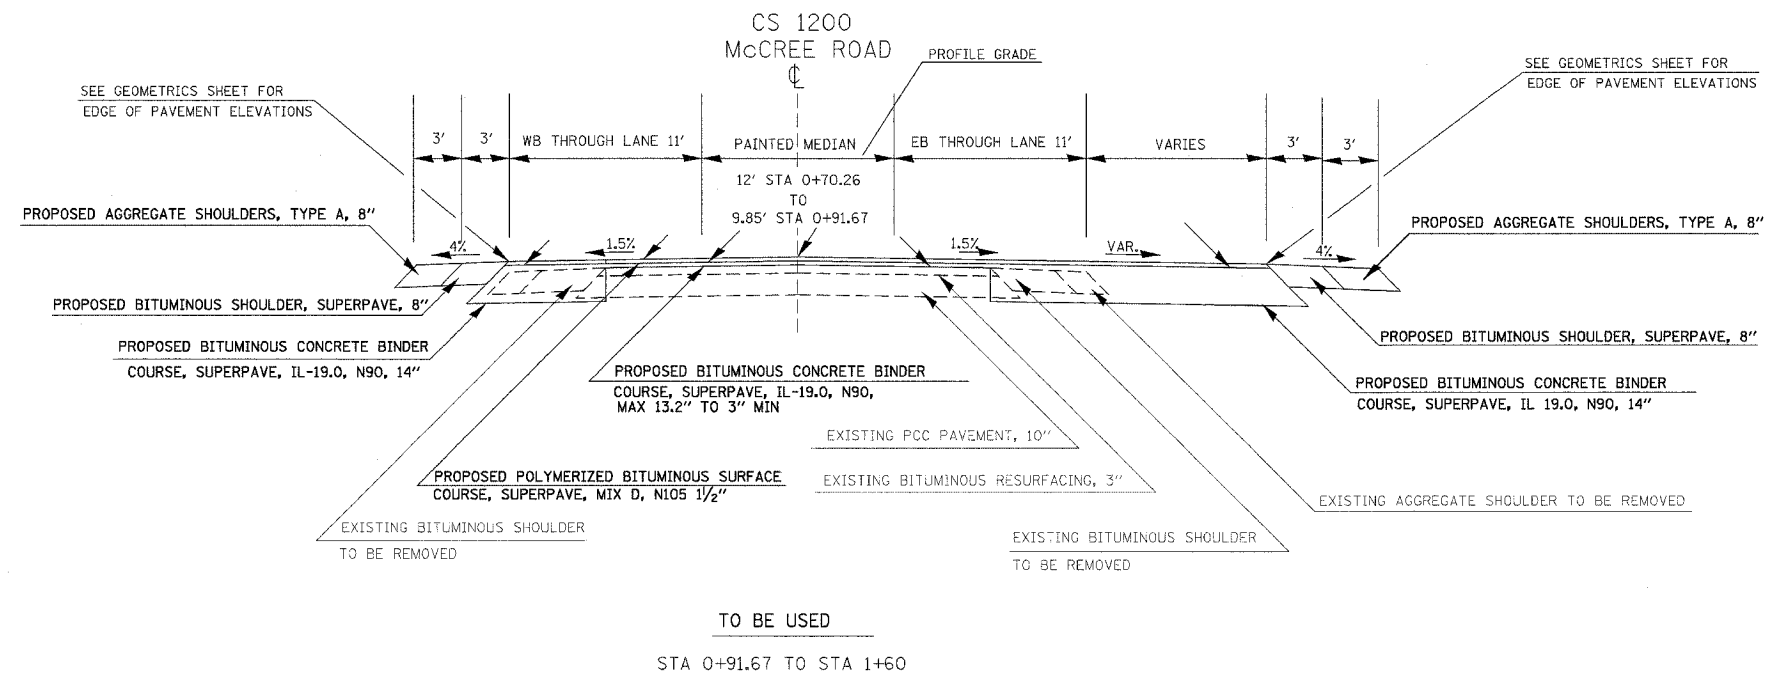 CS 1200
McCREE ROAD
℄
PROFILE GRADE
SEE GEOMETRICS SHEET FOR
EDGE OF PAVEMENT ELEVATIONS
SEE GEOMETRICS SHEET FOR
EDGE OF PAVEMENT ELEVATIONS
3'
3'
WB THROUGH LANE 11'
PAINTED MEDIAN
EB THROUGH LANE 11'
VARIES
3'
3'
12' STA 0+70.26
TO
9.85' STA 0+91.67
PROPOSED AGGREGATE SHOULDERS, TYPE A, 8"
PROPOSED AGGREGATE SHOULDERS, TYPE A, 8"
4%
1.5%
1.5%
VAR.
4%
PROPOSED BITUMINOUS SHOULDER, SUPERPAVE, 8"
PROPOSED BITUMINOUS SHOULDER, SUPERPAVE, 8"
PROPOSED BITUMINOUS CONCRETE BINDER
COURSE, SUPERPAVE, IL-19.0, N90, 14"
PROPOSED BITUMINOUS CONCRETE BINDER
COURSE, SUPERPAVE, IL-19.0, N90,
MAX 13.2" TO 3" MIN
PROPOSED BITUMINOUS CONCRETE BINDER
COURSE, SUPERPAVE, IL 19.0, N90, 14"
EXISTING PCC PAVEMENT, 10"
PROPOSED POLYMERIZED BITUMINOUS SURFACE
COURSE, SUPERPAVE, MIX D, N105 1½"
EXISTING BITUMINOUS RESURFACING, 3"
EXISTING AGGREGATE SHOULDER TO BE REMOVED
EXISTING BITUMINOUS SHOULDER
TO BE REMOVED
EXISTING BITUMINOUS SHOULDER
TO BE REMOVED
TO BE USED
STA 0+91.67 TO STA 1+60